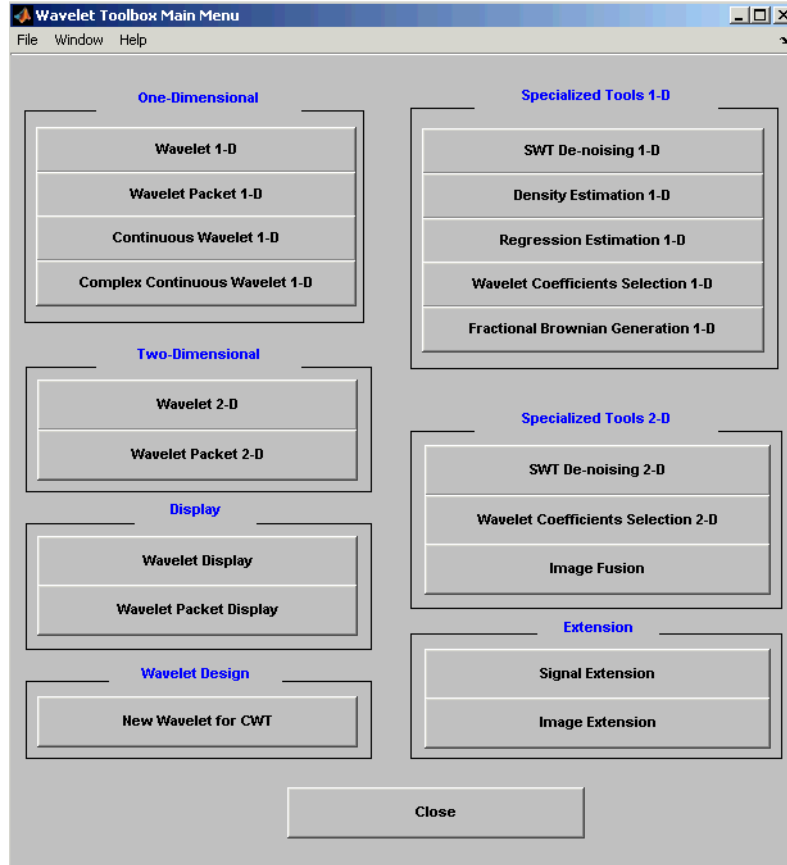 Wavelet Toolbox Main Menu
File Window Help
One-Dimensional
Wavelet 1-D
Wavelet Packet 1-D
Continuous Wavelet 1-D
Complex Continuous Wavelet 1-D
Two-Dimensional
Wavelet 2-D
Wavelet Packet 2-D
Display
Wavelet Display
Wavelet Packet Display
Wavelet Design
New Wavelet for CWT
Specialized Tools 1-D
SWT De-noising 1-D
Density Estimation 1-D
Regression Estimation 1-D
Wavelet Coefficients Selection 1-D
Fractional Brownian Generation 1-D
Specialized Tools 2-D
SWT De-noising 2-D
Wavelet Coefficients Selection 2-D
Image Fusion
Extension
Signal Extension
Image Extension
Close